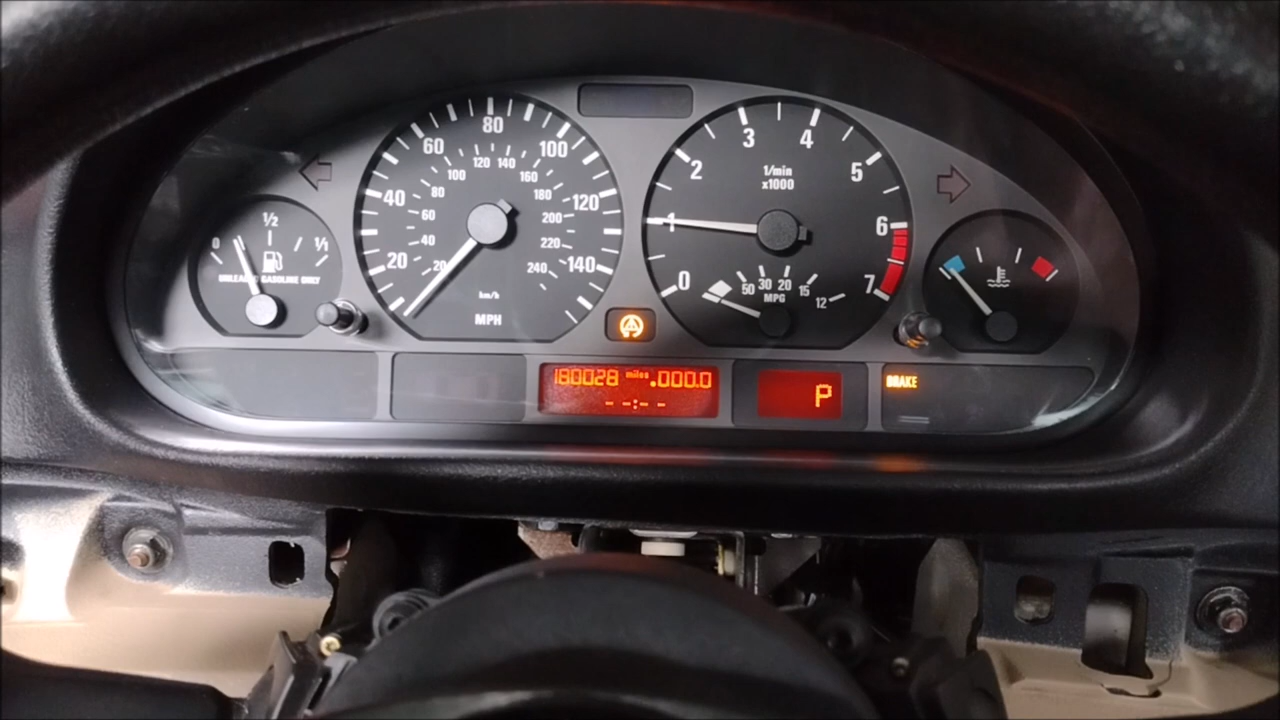 0 1/2 1/1
UNLEADED GASOLINE ONLY
20 40 60 80 100 120 140
20 40 60 80 100 120 140 160 180 200 220 240
km/h
MPH
0 1 2 3 4 5 6 7
1/min
x1000
50 30 20 15 12
MPG
180028 miles .000.0
- -:- -
P
BRAKE